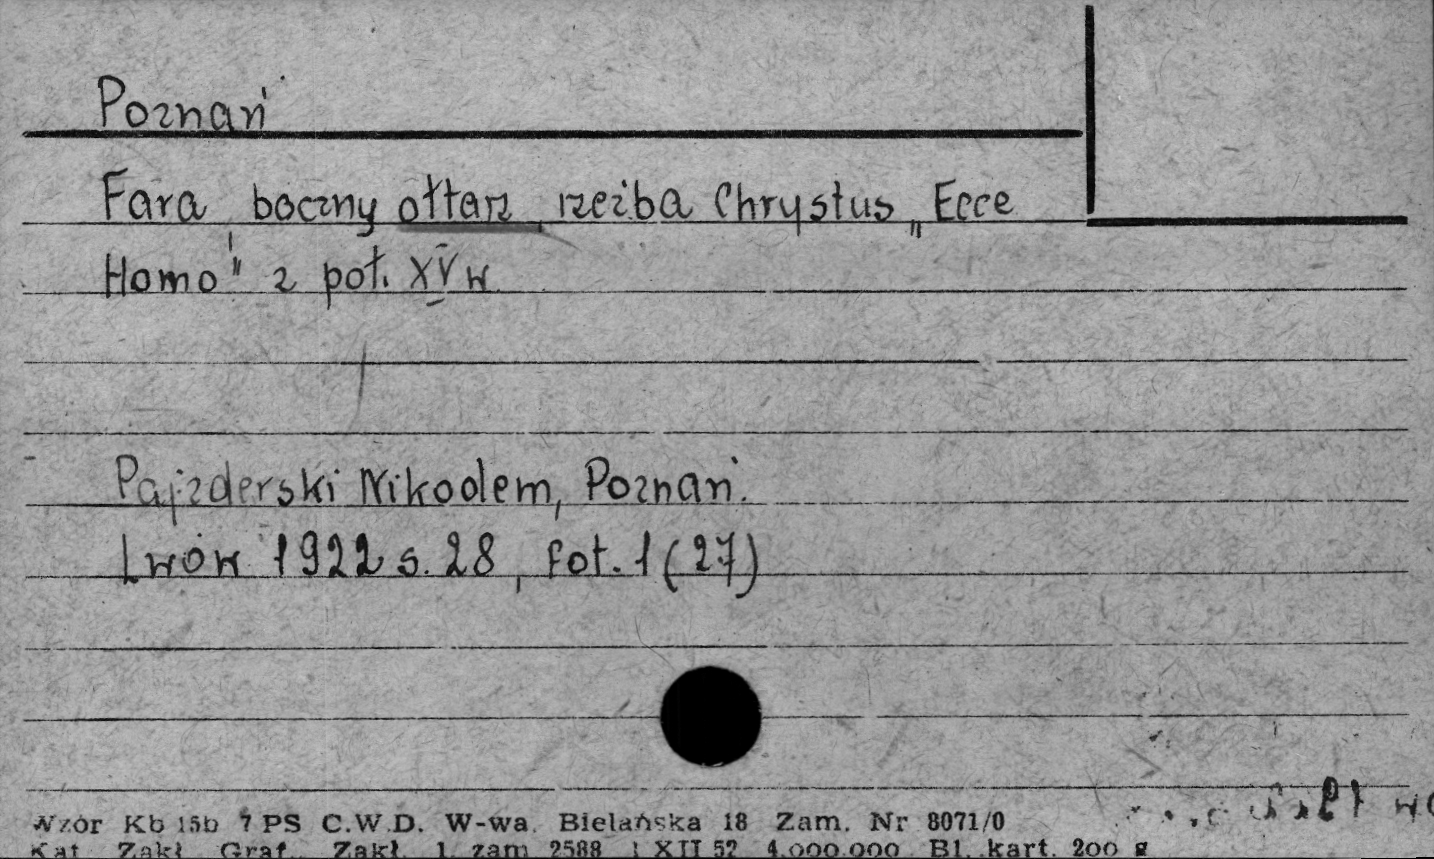 Poznań
Fara, boczny ołtarz, rzeźba Chrystus „Ecce
Homo" z poł. XV w.
Pajzderski Nikodem, Poznań.
Lwów 1922 s. 28, fot. 1 (27)
Wzór Kb 15b 7 PS C.W.D. W-wa, Bielańska 18 Zam. Nr 8071/0
Kat. Zakł. Graf. Zakł. 1. zam 2588 1 XII 52 4.000.000 Bl. kart. 200 g